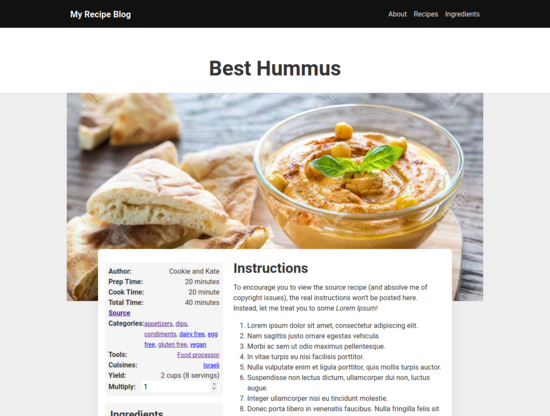 My Recipe Blog
About Recipes Ingredients
Best Hummus
Author: Cookie and Kate
Prep Time: 20 minutes
Cook Time: 20 minute
Total Time: 40 minutes
Source
Categories: appetizers, dips,
condiments, dairy free, egg
free, gluten free, vegan
Tools: Food processor
Cuisines: Israeli
Yield: 2 cups (8 servings)
Multiply: 1
Ingredients
Instructions
To encourage you to view the source recipe (and absolve me of
copyright issues), the real instructions won't be posted here.
Instead, let me treat you to some Lorem Ipsum!
1. Lorem ipsum dolor sit amet, consectetur adipiscing elit.
2. Nam sagittis justo ornare egestas vehicula.
3. Morbi ac sem ut odio maximus pellentesque.
4. In vitae turpis eu nisi facilisis porttitor.
5. Nulla vulputate enim et ligula porttitor, quis mollis turpis auctor.
6. Suspendisse non lectus dictum, ullamcorper dui non, luctus
augue.
7. Integer ullamcorper nisi eu tincidunt molestie.
8. Donec porta libero in venenatis faucibus. Nulla fringilla felis sit